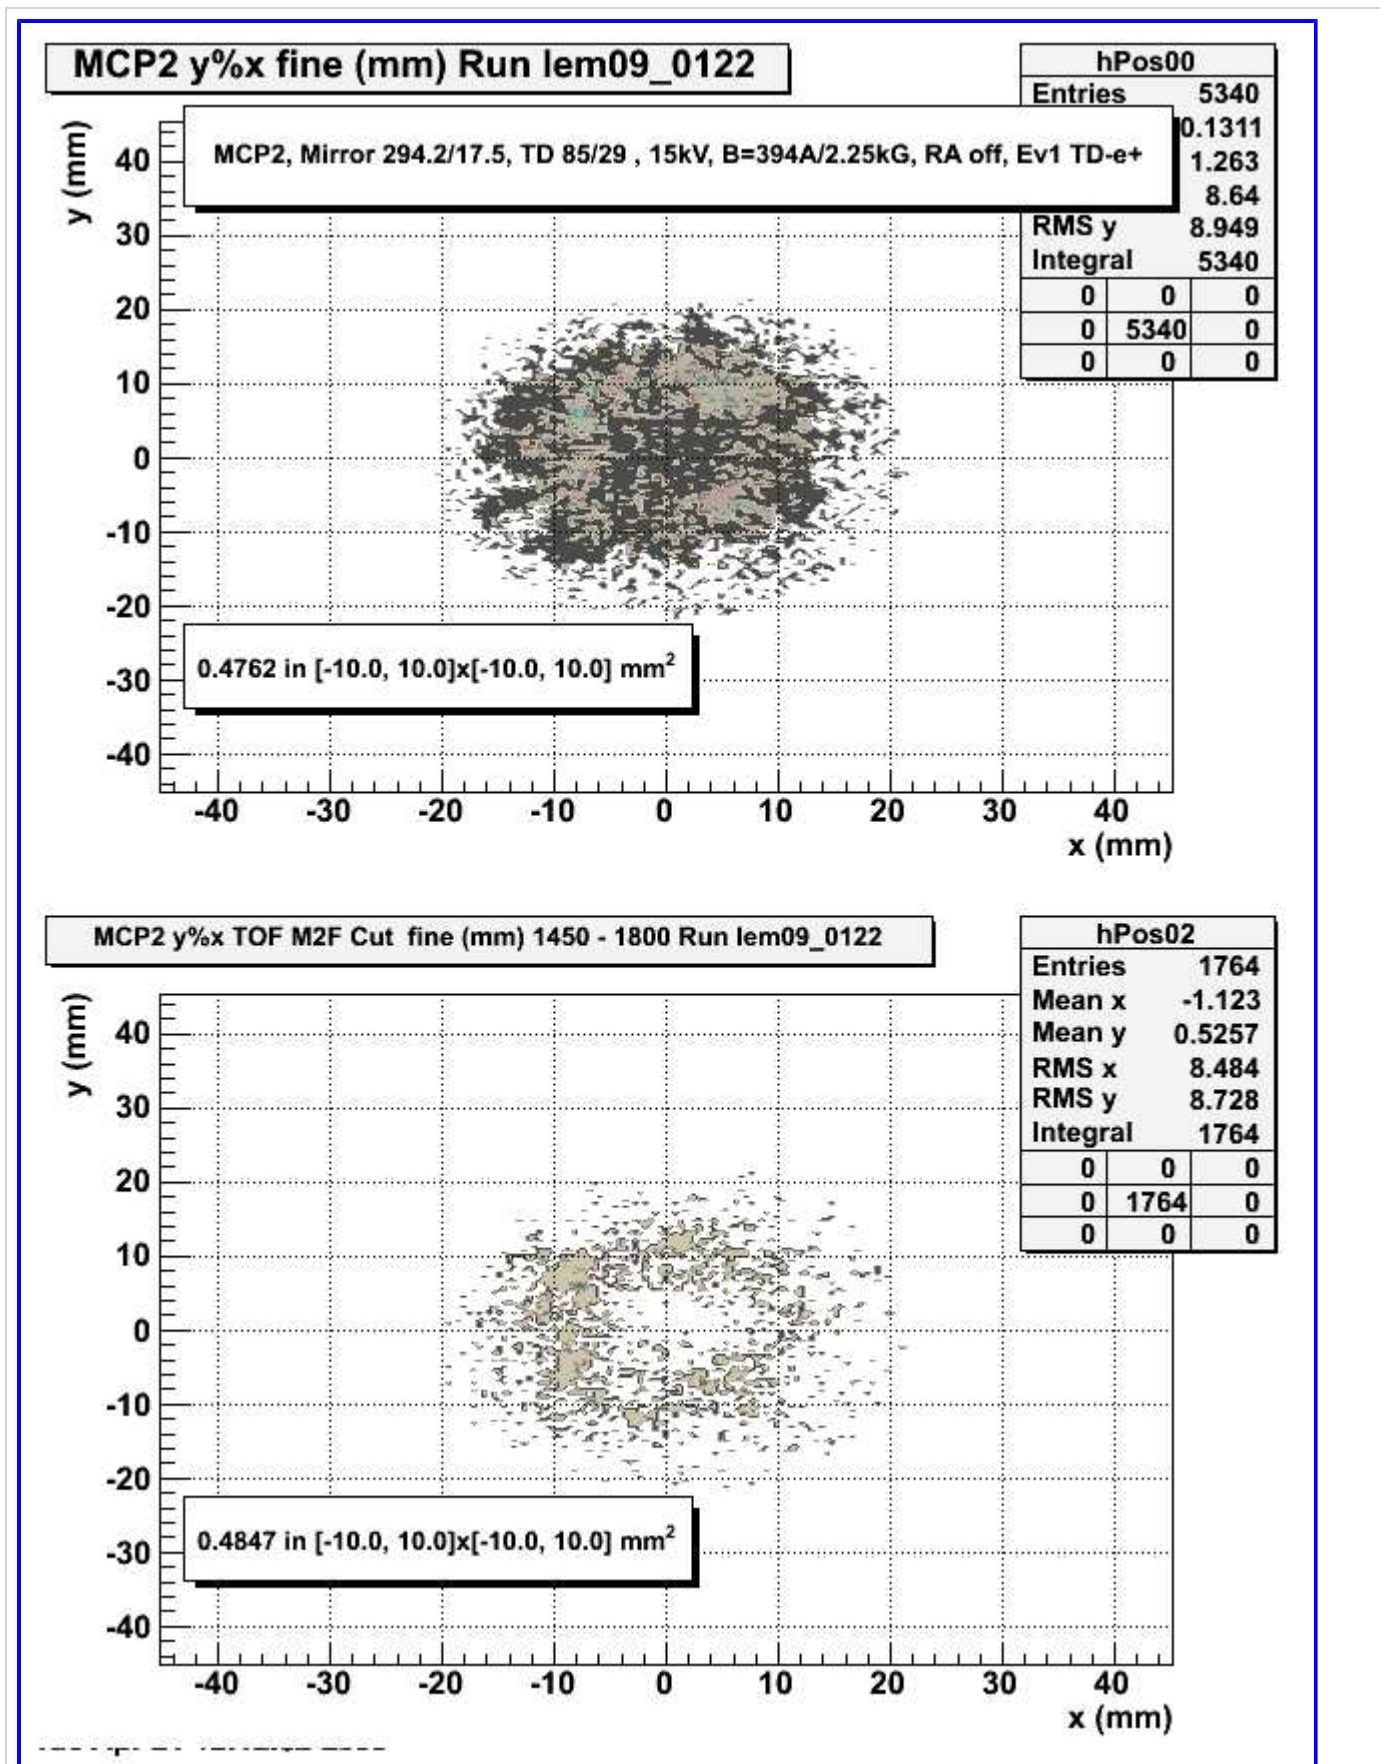 MCP2 y%x fine (mm) Run lem09_0122
hPos00
Entries 5340
0.1311
1.263
8.64
RMS y 8.949
Integral 5340
0 0 0
0 5340 0
0 0 0
MCP2, Mirror 294.2/17.5, TD 85/29 , 15kV, B=394A/2.25kG, RA off, Ev1 TD-e+
y (mm)
40
30
20
10
0
-10
-20
-30
-40
0.4762 in [-10.0, 10.0]x[-10.0, 10.0] mm²
-40 -30 -20 -10 0 10 20 30 40
x (mm)
MCP2 y%x TOF M2F Cut fine (mm) 1450 - 1800 Run lem09_0122
hPos02
Entries 1764
Mean x -1.123
Mean y 0.5257
RMS x 8.484
RMS y 8.728
Integral 1764
0 0 0
0 1764 0
0 0 0
y (mm)
40
30
20
10
0
-10
-20
-30
-40
0.4847 in [-10.0, 10.0]x[-10.0, 10.0] mm²
-40 -30 -20 -10 0 10 20 30 40
x (mm)